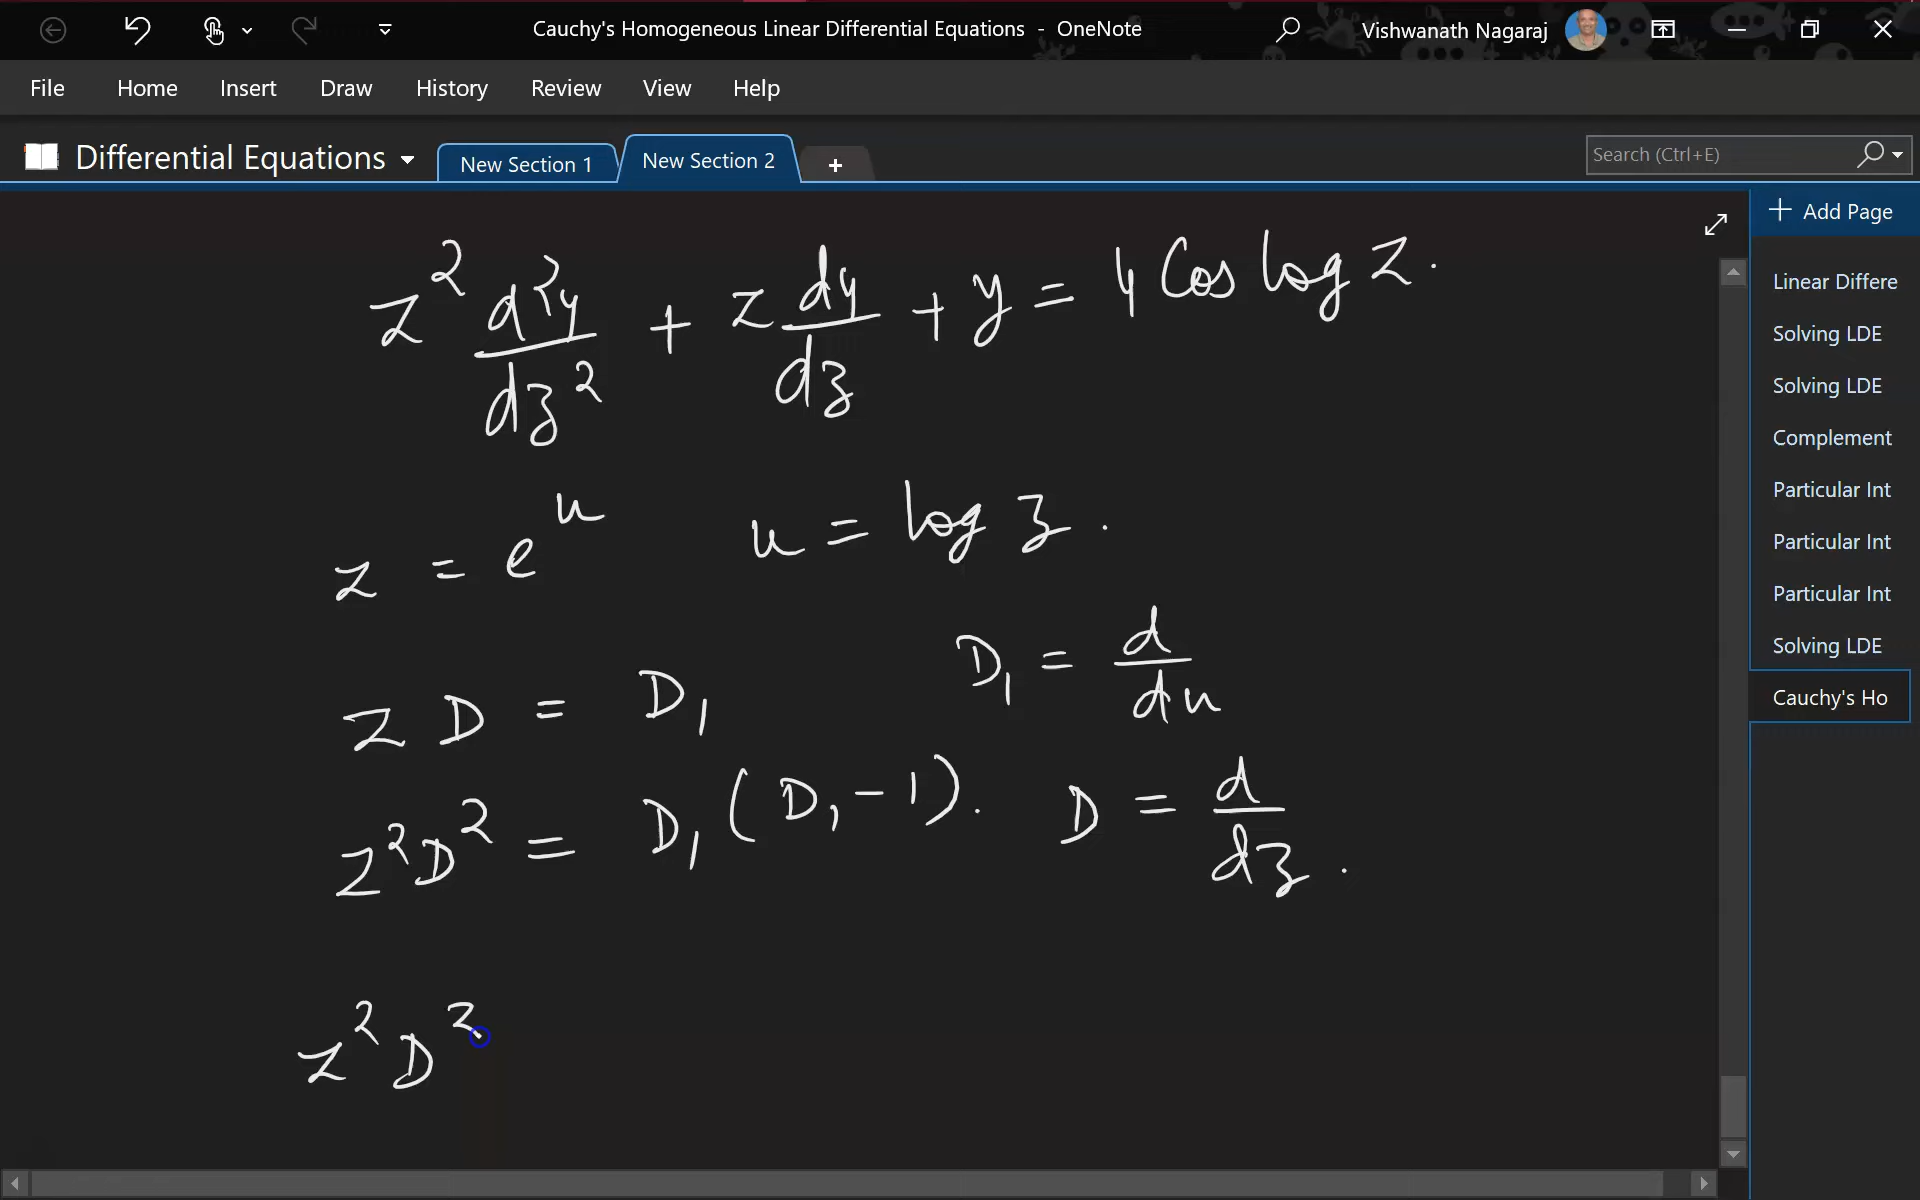 Cauchy's Homogeneous Linear Differential Equations - OneNote
Vishwanath Nagaraj
File Home Insert Draw History Review View Help
Differential Equations New Section 1 New Section 2 +
Search (Ctrl+E)
+ Add Page
z² d²y/dz² + z dy/dz + y = 4 Cos log z.
Linear Differe
Solving LDE
Solving LDE
Complement
Particular Int
Particular Int
Particular Int
Solving LDE
Cauchy's Ho
z = e^u u = log z.
z D = D₁ D₁ = d/du
z²D² = D₁(D₁-1). D = d/dz.
z²D²